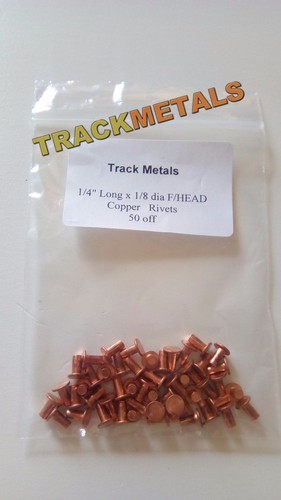 TRACKMETALS
Track Metals
1/4" Long x 1/8 dia F/HEAD
Copper Rivets
50 off